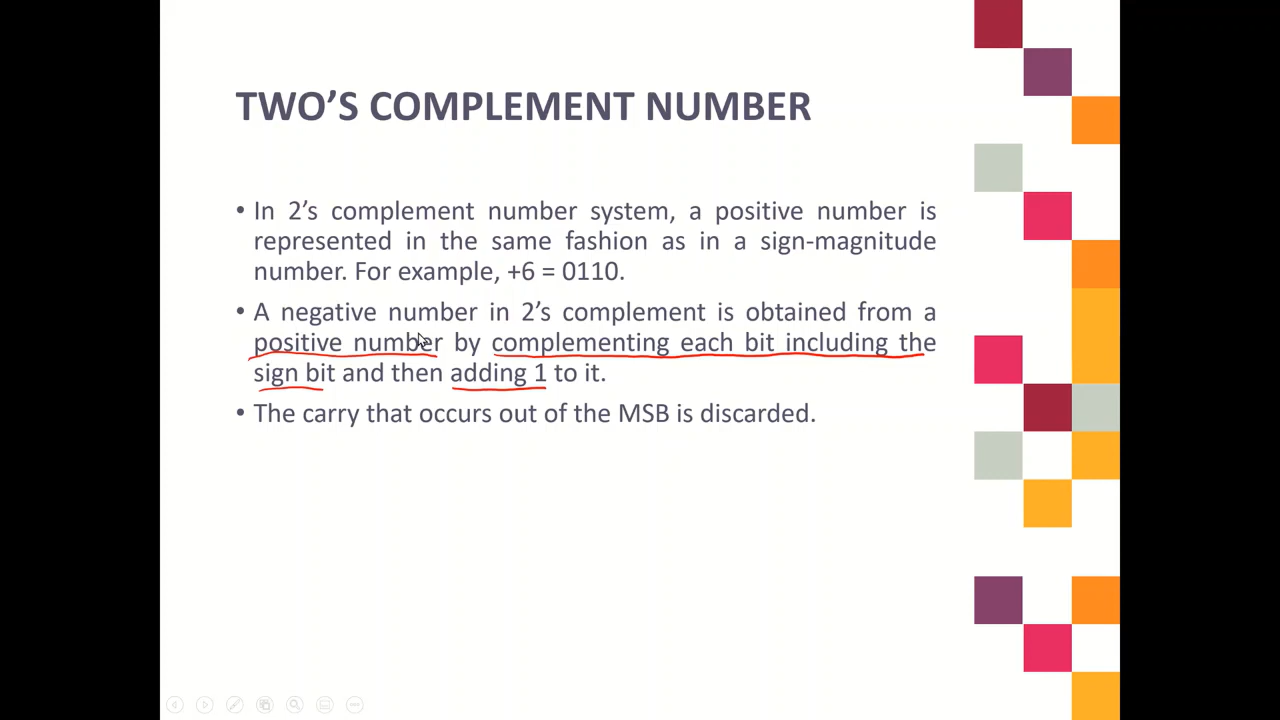 TWO’S COMPLEMENT NUMBER
• In 2’s complement number system, a positive number is
represented in the same fashion as in a sign-magnitude
number. For example, +6 = 0110.
• A negative number in 2’s complement is obtained from a
positive number by complementing each bit including the
sign bit and then adding 1 to it.
• The carry that occurs out of the MSB is discarded.